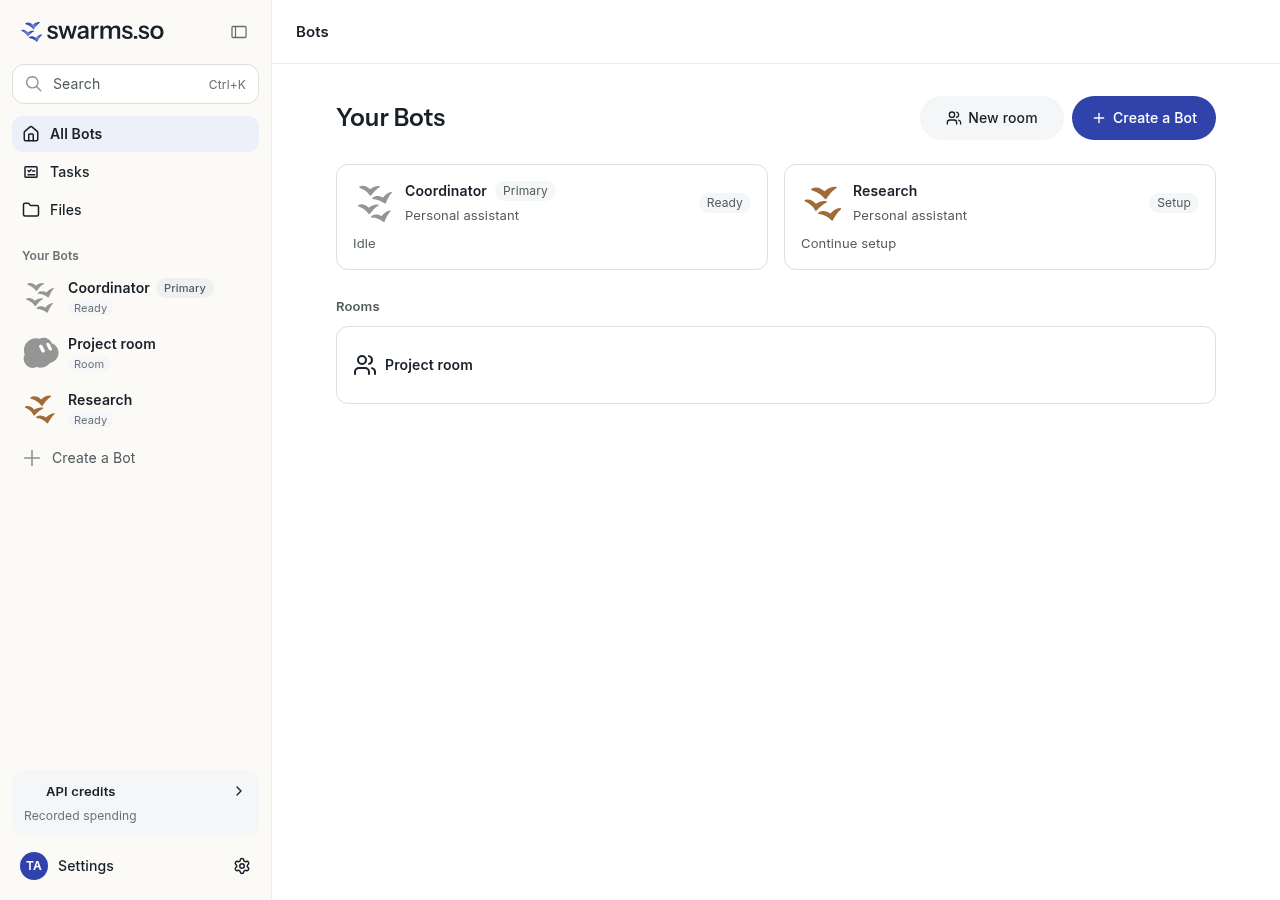 swarms.so
Search Ctrl+K
All Bots
Tasks
Files
Your Bots
Coordinator Primary
Ready
Project room
Room
Research
Ready
Create a Bot
API credits
Recorded spending
TA Settings
Bots
Your Bots
New room
Create a Bot
Coordinator Primary
Personal assistant
Ready
Idle
Research
Personal assistant
Setup
Continue setup
Rooms
Project room